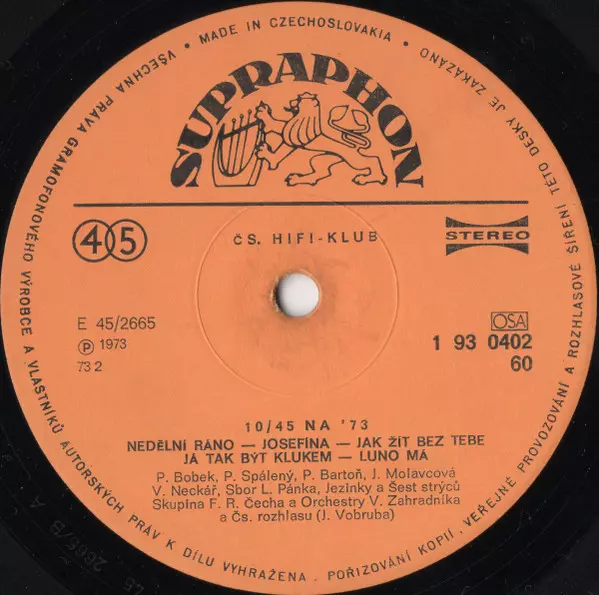 VŠECHNA PRÁVA GRAMOFONOVÉHO VÝROBCE A VLASTNÍKŮ AUTORSKÝCH PRÁV K DÍLU VYHRAŽENA. POŘIZOVÁNÍ KOPIÍ, VEŘEJNÉ PROVOZOVÁNÍ A ROZHLASOVÉ ŠÍŘENÍ TÉTO DESKY JE ZAKÁZÁNO • MADE IN CZECHOSLOVAKIA •
SUPRAPHON
45
ČS. HIFI-KLUB
STEREO
E 45/2665
Ⓟ 1973
73 2
OSA
1 93 0402
60
10/45 NA '73
NEDĚLNÍ RÁNO — JOSEFÍNA — JAK ŽÍT BEZ TEBE
JÁ TAK BÝT KLUKEM — LUNO MÁ
P. Bobek, P. Spálený, P. Bartoň, J. Molavcová
V. Neckář, Sbor L. Pánka, Jezinky a Šest strýců
Skupina F. R. Čecha a Orchestry V. Zahradníka
a Čs. rozhlasu (J. Vobruba)